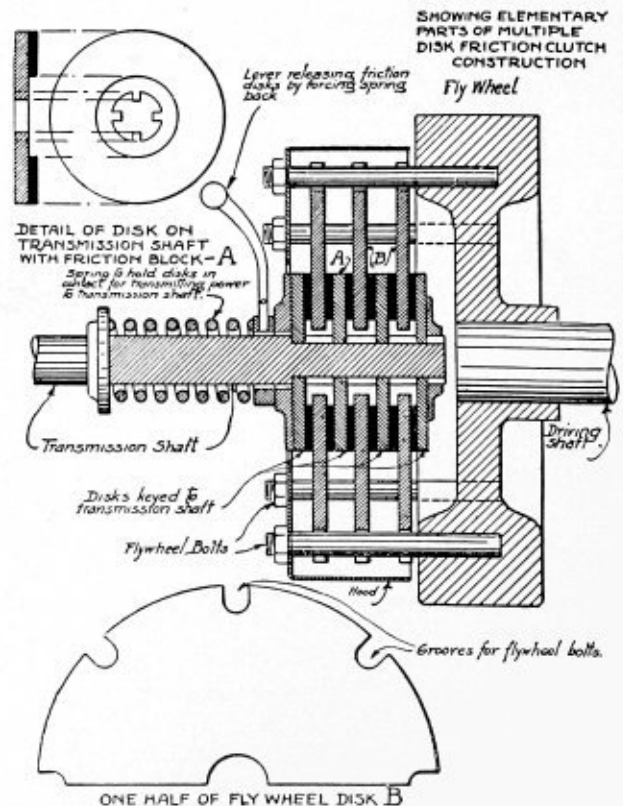 SHOWING ELEMENTARY
PARTS OF MULTIPLE
DISK FRICTION CLUTCH
CONSTRUCTION
Fly Wheel
Lever releasing friction
disks by forcing spring
back
DETAIL OF DISK ON
TRANSMISSION SHAFT
WITH FRICTION BLOCK-A
Spring to hold disks in
contact for transmitting power
to transmission shaft.
A
B
Transmission Shaft
Driving
shaft
Disks keyed to
transmission shaft
Flywheel Bolts
Hood
Grooves for flywheel bolts.
ONE HALF OF FLY WHEEL DISK B